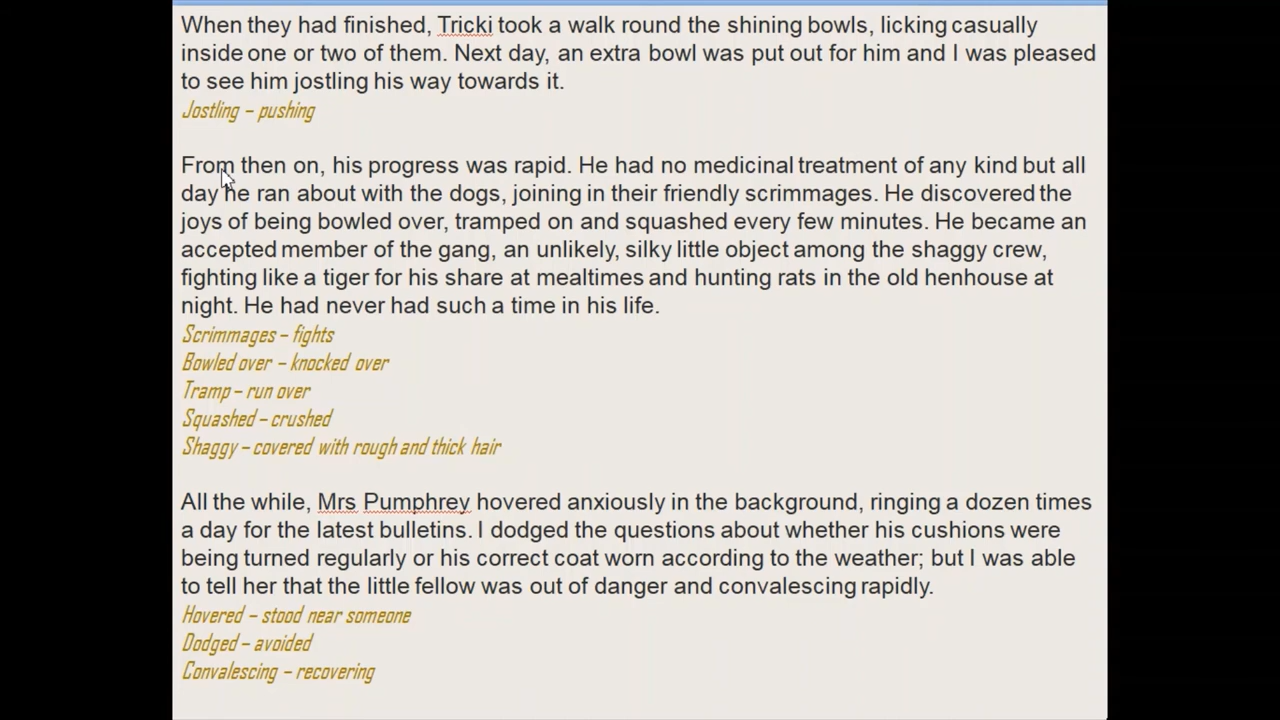 When they had finished, Tricki took a walk round the shining bowls, licking casually
inside one or two of them. Next day, an extra bowl was put out for him and I was pleased
to see him jostling his way towards it.
Jostling – pushing
From then on, his progress was rapid. He had no medicinal treatment of any kind but all
day he ran about with the dogs, joining in their friendly scrimmages. He discovered the
joys of being bowled over, tramped on and squashed every few minutes. He became an
accepted member of the gang, an unlikely, silky little object among the shaggy crew,
fighting like a tiger for his share at mealtimes and hunting rats in the old henhouse at
night. He had never had such a time in his life.
Scrimmages – fights
Bowled over – knocked over
Tramp – run over
Squashed – crushed
Shaggy – covered with rough and thick hair
All the while, Mrs Pumphrey hovered anxiously in the background, ringing a dozen times
a day for the latest bulletins. I dodged the questions about whether his cushions were
being turned regularly or his correct coat worn according to the weather; but I was able
to tell her that the little fellow was out of danger and convalescing rapidly.
Hovered – stood near someone
Dodged – avoided
Convalescing – recovering